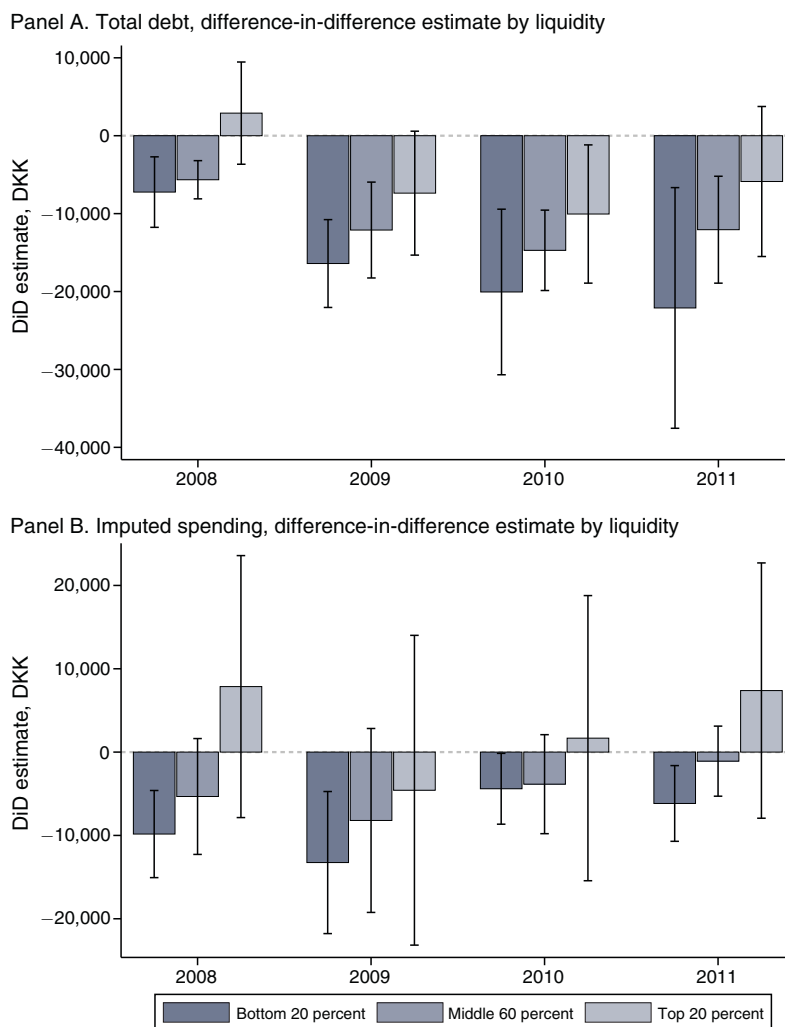 Panel A. Total debt, difference-in-difference estimate by liquidity
10,000
0
−10,000
−20,000
−30,000
−40,000
DiD estimate, DKK
2008 2009 2010 2011
Panel B. Imputed spending, difference-in-difference estimate by liquidity
20,000
10,000
0
−10,000
−20,000
DiD estimate, DKK
2008 2009 2010 2011
Bottom 20 percent Middle 60 percent Top 20 percent